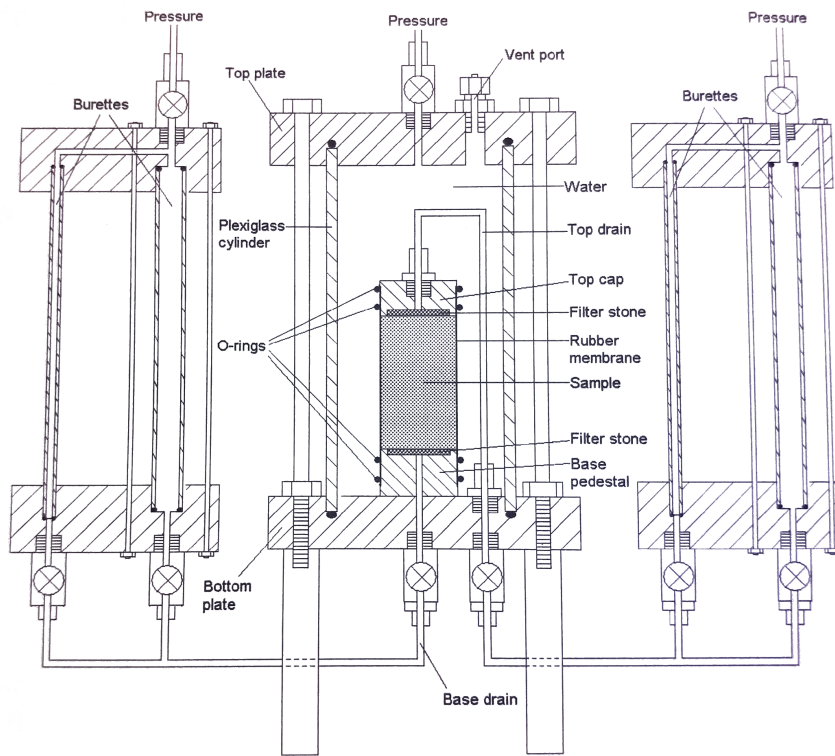 Pressure
Pressure
Pressure
Vent port
Top plate
Burettes
Burettes
Water
Plexiglass
cylinder
Top drain
Top cap
Filter stone
O-rings
Rubber
membrane
Sample
Filter stone
Base
pedestal
Bottom
plate
Base drain